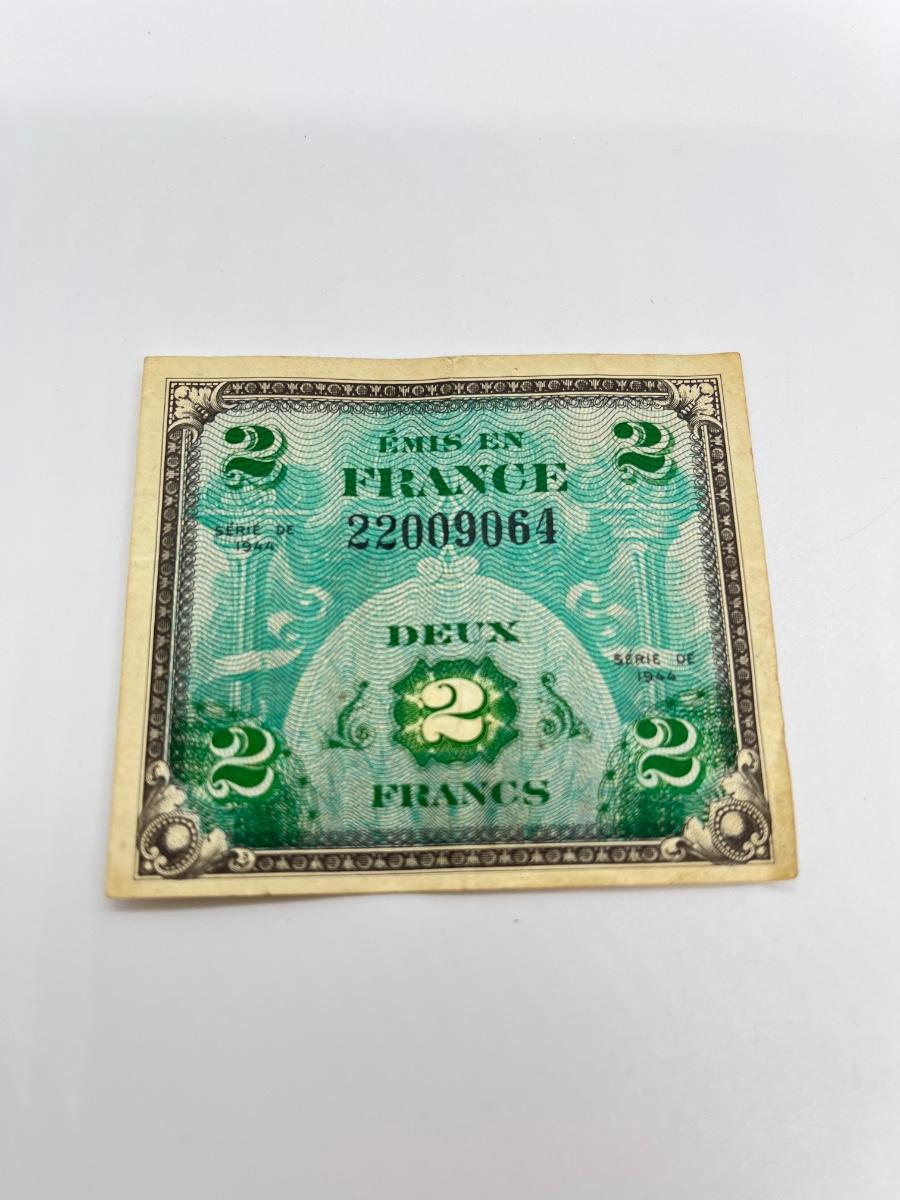 2 2
ÉMIS EN
FRANCE
22009064
SÉRIE DE
1944
DEUX
SÉRIE DE
1944
2
2 2
FRANCS